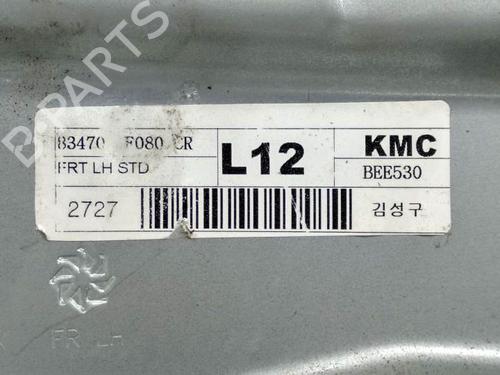 B-PARTS
83470 F080 CR
FRT LH STD
L12
KMC
BEE530
2727
김성구
FR LH